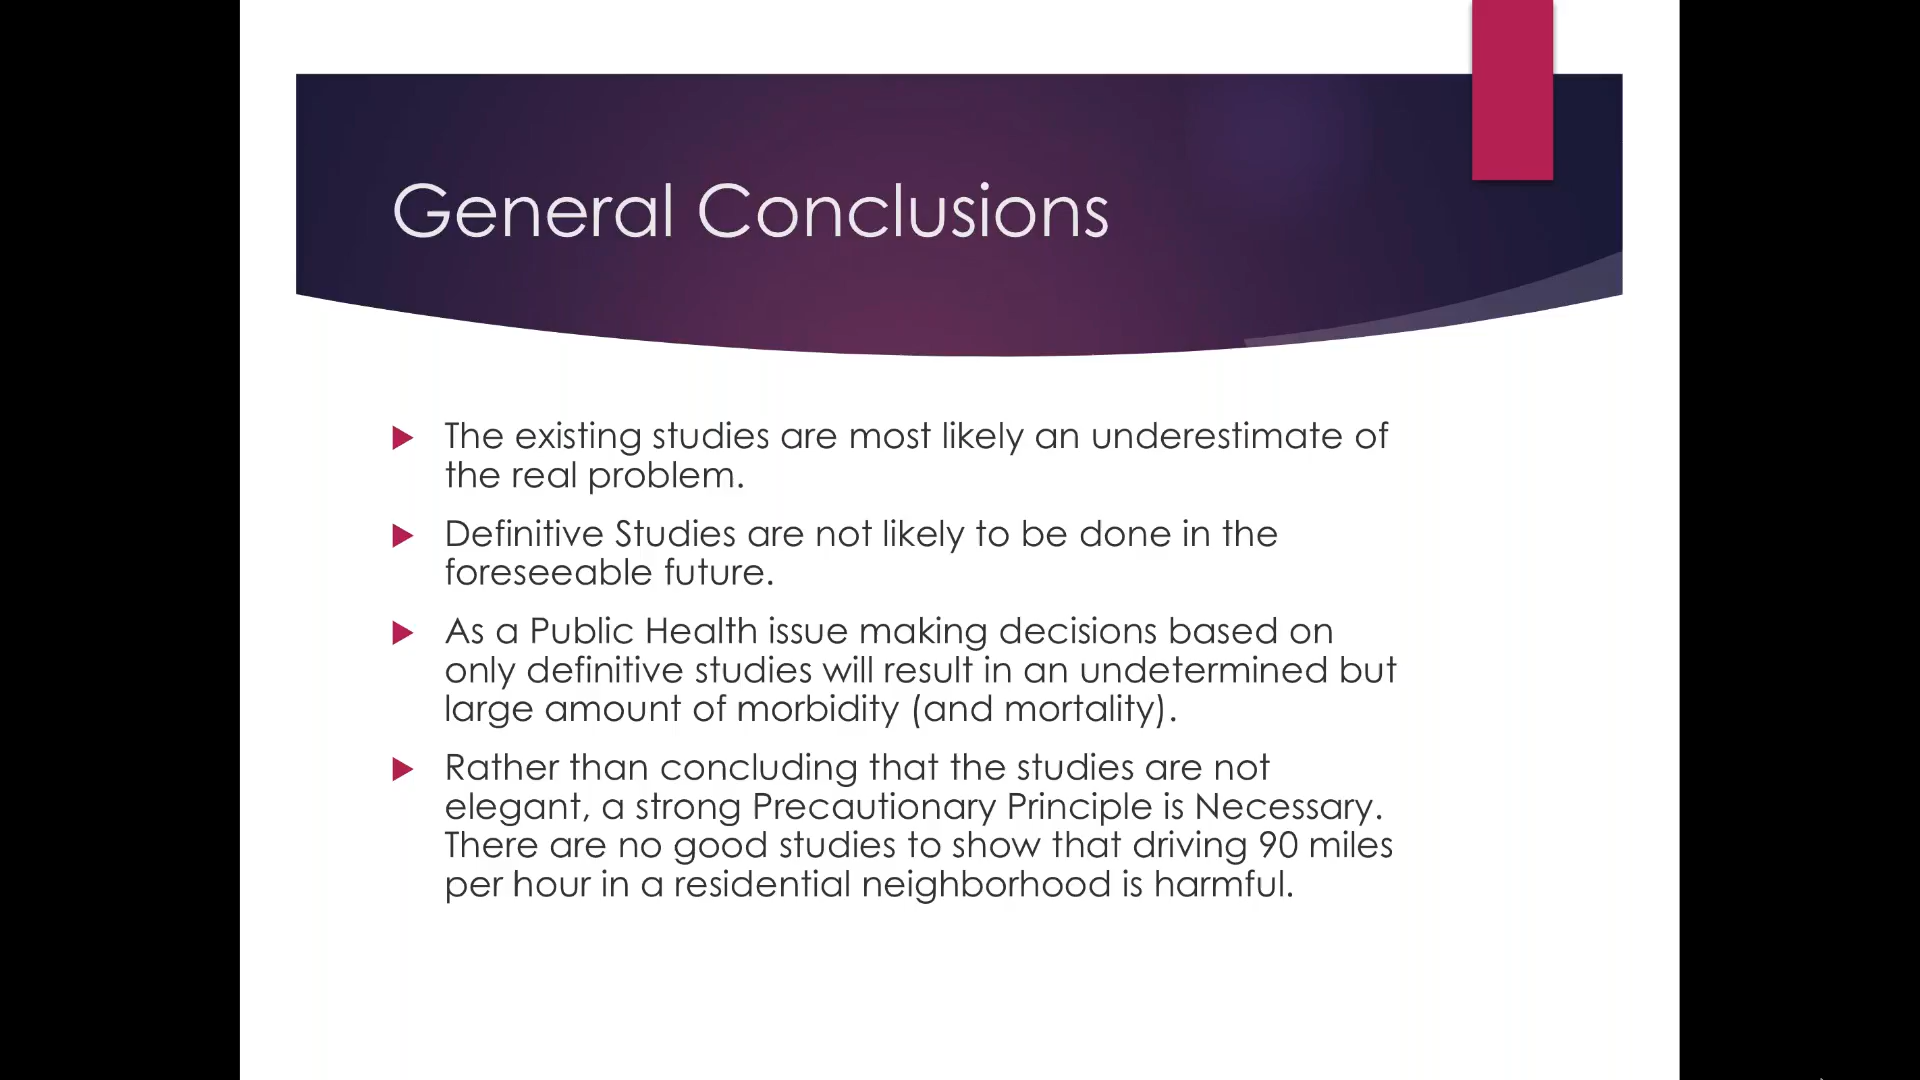 General Conclusions
The existing studies are most likely an underestimate of
the real problem.
Definitive Studies are not likely to be done in the
foreseeable future.
As a Public Health issue making decisions based on
only definitive studies will result in an undetermined but
large amount of morbidity (and mortality).
Rather than concluding that the studies are not
elegant, a strong Precautionary Principle is Necessary.
There are no good studies to show that driving 90 miles
per hour in a residential neighborhood is harmful.